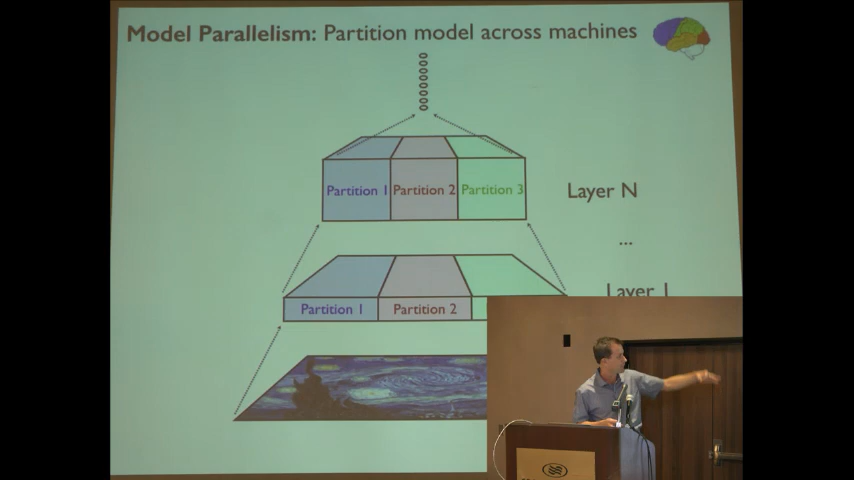 Model Parallelism: Partition model across machines
Partition 1 Partition 2 Partition 3
Layer N
...
Layer 1
Partition 1 Partition 2